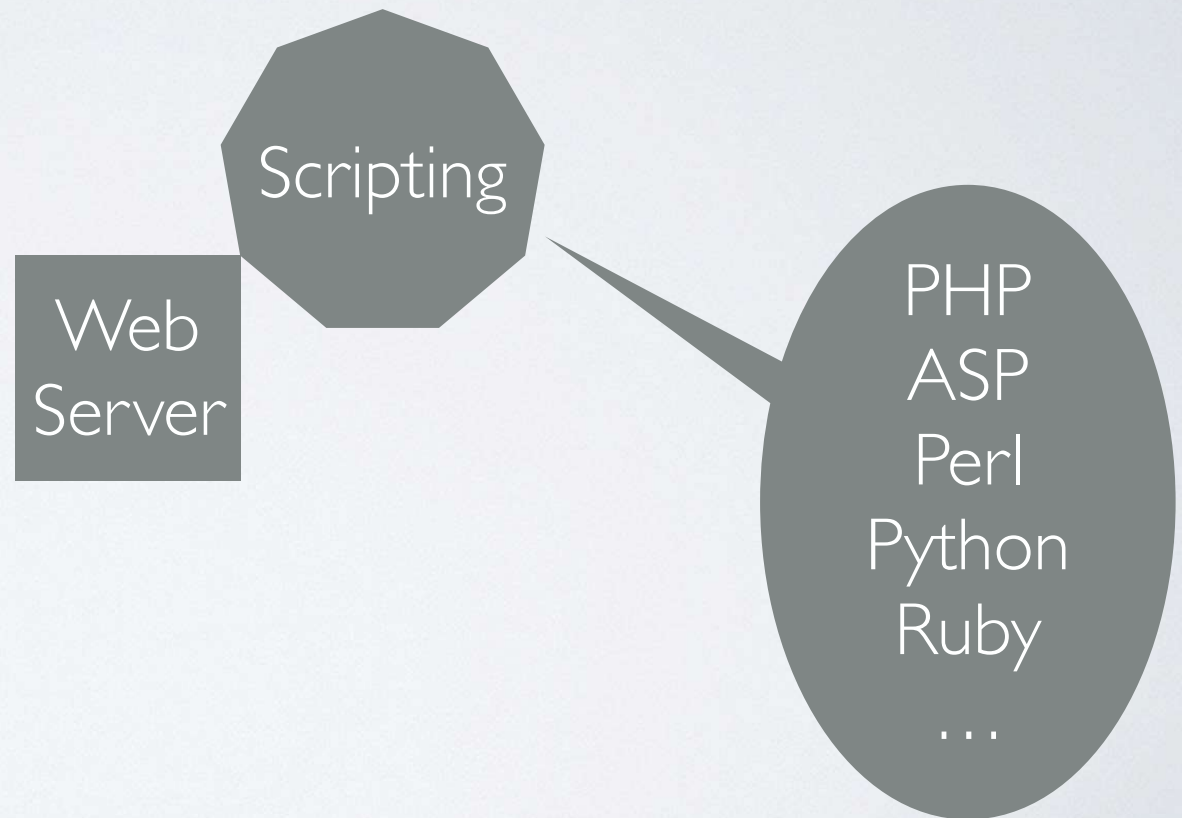 Scripting
Web
Server
PHP
ASP
Perl
Python
Ruby
...